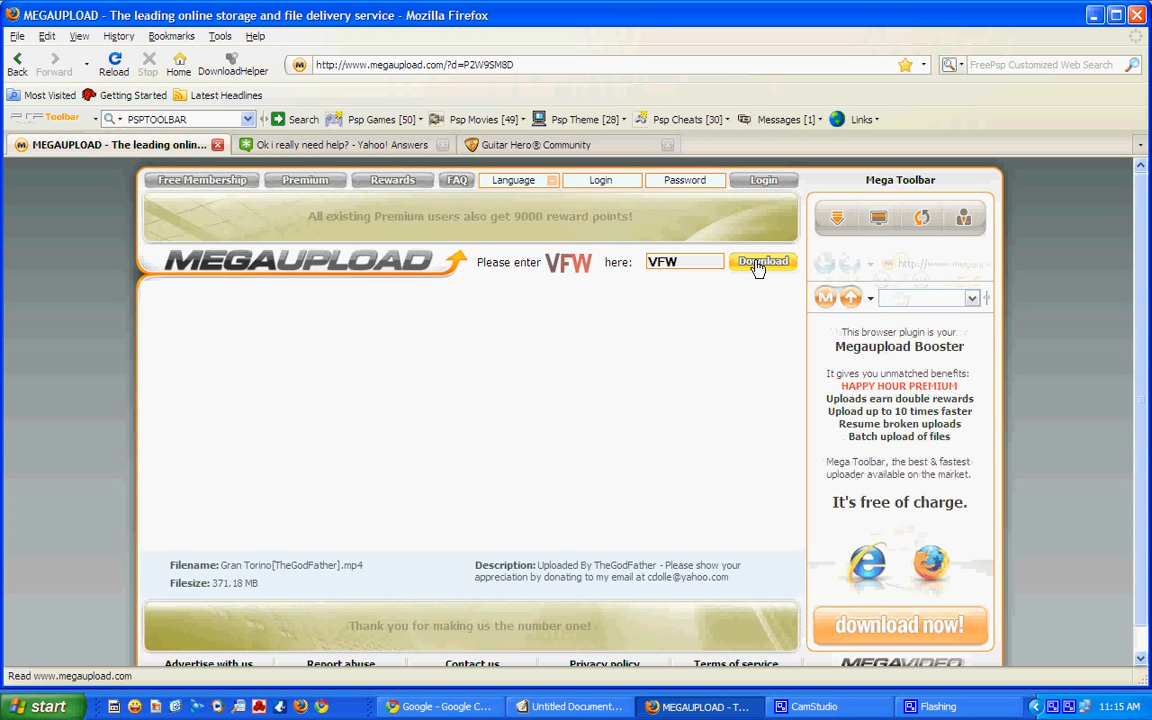 MEGAUPLOAD - The leading online storage and file delivery service - Mozilla Firefox
File Edit View History Bookmarks Tools Help
Back Forward Reload Stop Home DownloadHelper http://www.megaupload.com/?d=P2W9SM8D FreePsp Customized Web Search
Most Visited Getting Started Latest Headlines
Toolbar PSPTOOLBAR Search Psp Games [50] Psp Movies [49] Psp Theme [28] Psp Cheats [30] Messages [1] Links
MEGAUPLOAD - The leading onlin... Ok i really need help? - Yahoo! Answers Guitar Hero® Community
Free Membership Premium Rewards FAQ Language Login Password Login Mega Toolbar
All existing Premium users also get 9000 reward points!
MEGAUPLOAD Please enter VFW here: VFW Download
This browser plugin is your
Megaupload Booster
It gives you unmatched benefits:
HAPPY HOUR PREMIUM
Uploads earn double rewards
Upload up to 10 times faster
Resume broken uploads
Batch upload of files
Mega Toolbar, the best & fastest
uploader available on the market.
It's free of charge.
Filename: Gran Torino[TheGodFather].mp4
Filesize: 371.18 MB
Description: Uploaded By TheGodFather - Please show your
appreciation by donating to my email at cdolle@yahoo.com
download now!
Thank you for making us the number one!
Advertise with us Report abuse Contact us Privacy policy Terms of service MEGAVIDEO
Read www.megaupload.com
start Google - Google C... Untitled Document... MEGAUPLOAD - T... CamStudio Flashing 11:15 AM